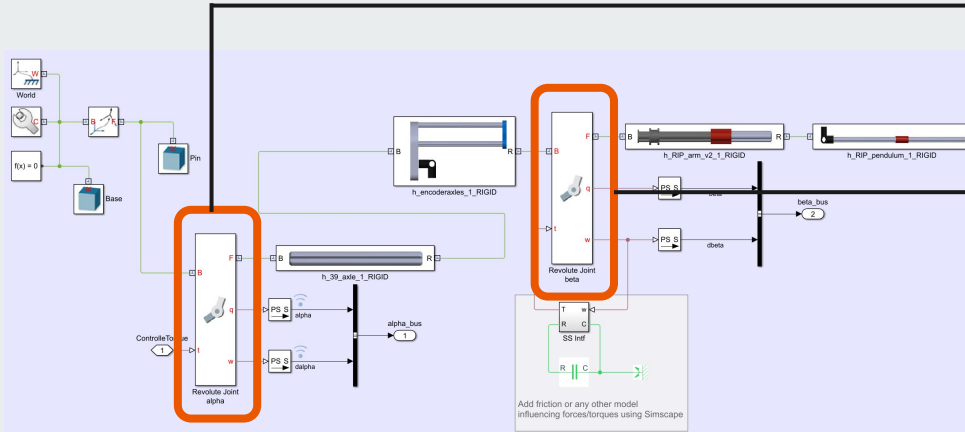 W
World
C
B F
f(x) = 0
Pin
Base
B
h_encoderaxles_1_RIGID
R
B
F
q
t
w
Revolute Joint
beta
B
h_RIP_arm_v2_1_RIGID
R
B
h_RIP_pendulum_1_RIGID
PS S
beta
PS S
dbeta
beta_bus
2
B
F
q
t
w
Revolute Joint
alpha
ControlleTorque
1
B
h_39_axle_1_RIGID
R
PS S
alpha
PS S
dalpha
alpha_bus
1
T w
R C
SS Intf
R C
Add friction or any other model
influencing forces/torques using Simscape